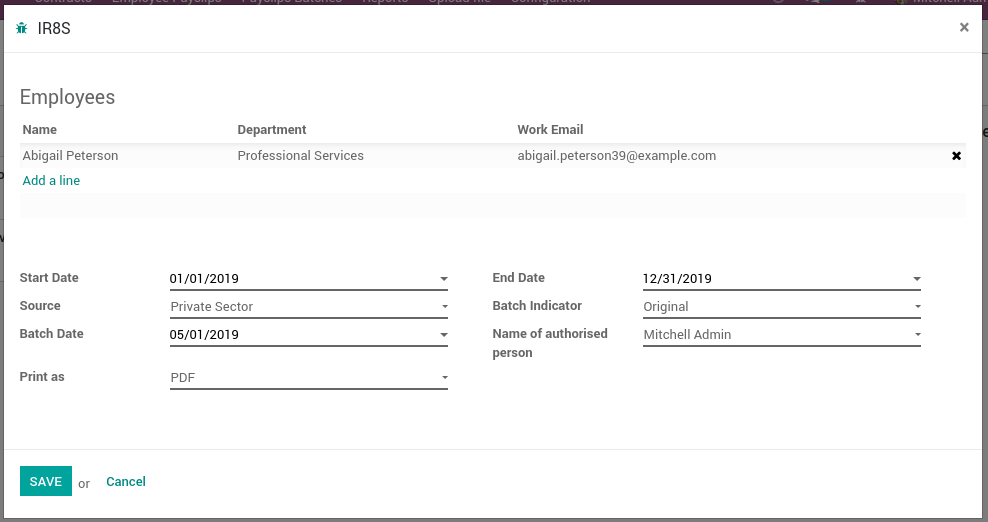 IR8S ×
Employees
Name Department Work Email
Abigail Peterson Professional Services abigail.peterson39@example.com
Add a line
Start Date 01/01/2019 End Date 12/31/2019
Source Private Sector Batch Indicator Original
Batch Date 05/01/2019 Name of authorised Mitchell Admin
person
Print as PDF
SAVE or Cancel